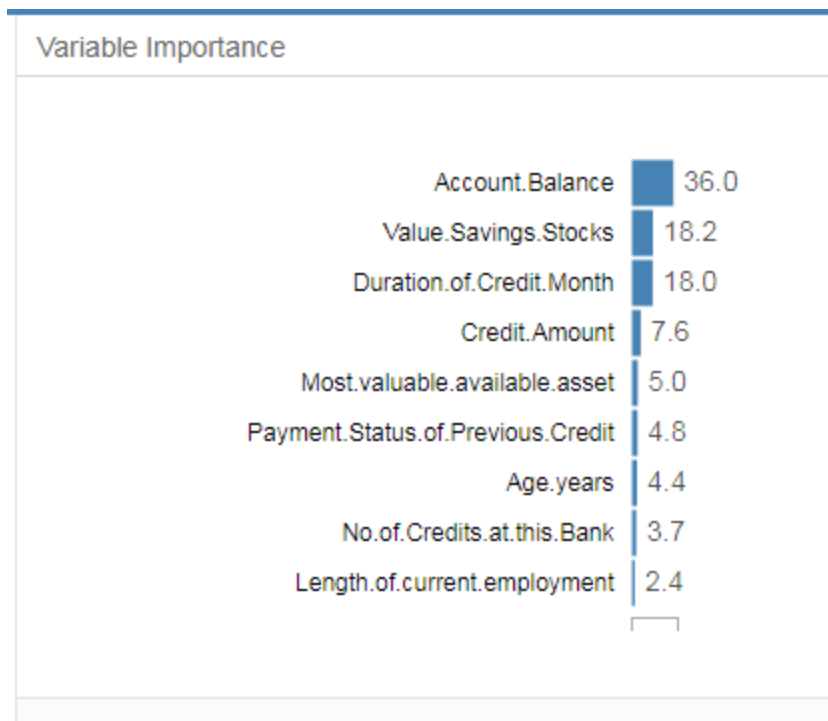 Variable Importance
Account.Balance 36.0
Value.Savings.Stocks 18.2
Duration.of.Credit.Month 18.0
Credit.Amount 7.6
Most.valuable.available.asset 5.0
Payment.Status.of.Previous.Credit 4.8
Age.years 4.4
No.of.Credits.at.this.Bank 3.7
Length.of.current.employment 2.4